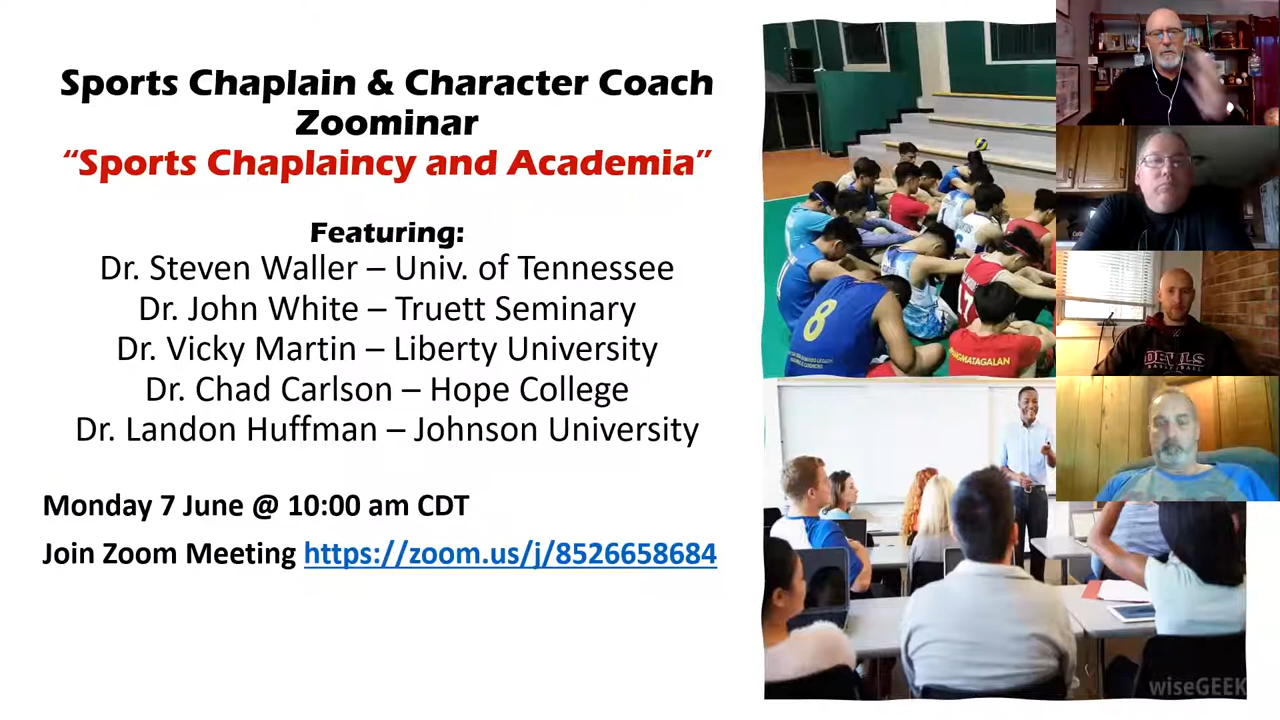 Sports Chaplain & Character Coach
Zoominar
“Sports Chaplaincy and Academia”
Featuring:
Dr. Steven Waller – Univ. of Tennessee
Dr. John White – Truett Seminary
Dr. Vicky Martin – Liberty University
Dr. Chad Carlson – Hope College
Dr. Landon Huffman – Johnson University
Monday 7 June @ 10:00 am CDT
Join Zoom Meeting https://zoom.us/j/8526658684
8
17
DEVILS
BASKETBALL
wiseGEEK